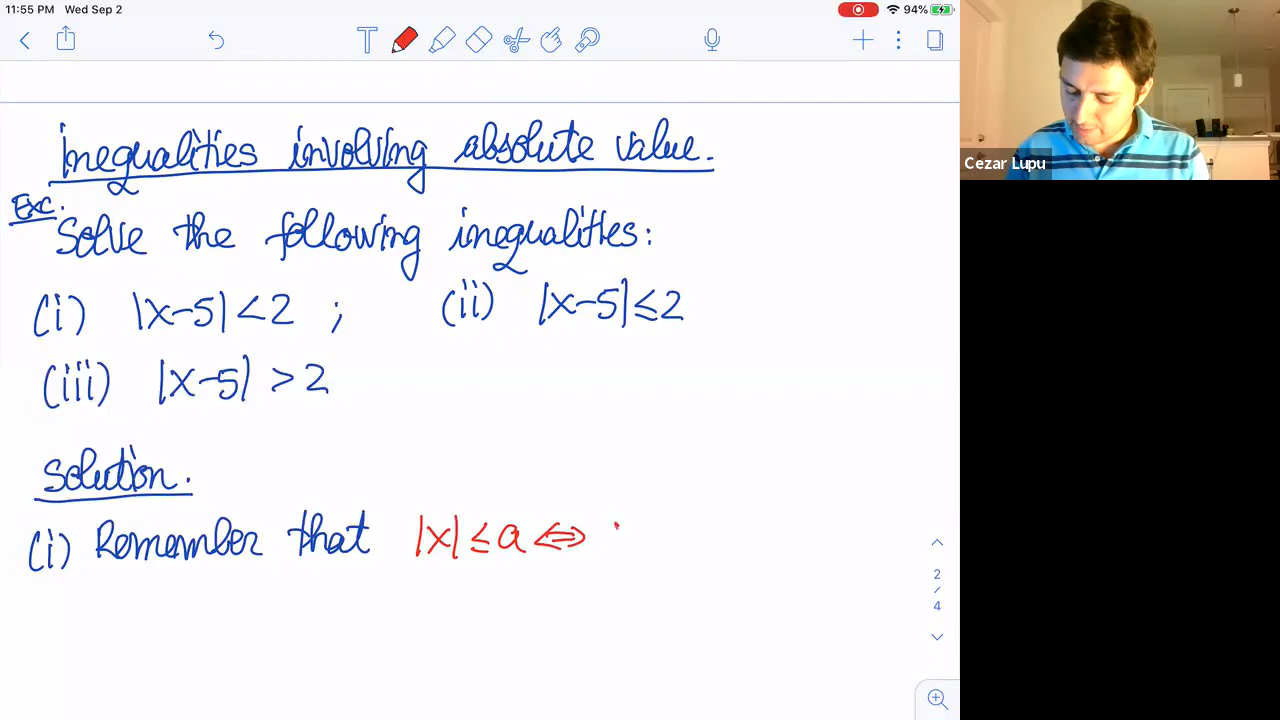 11:55 PM Wed Sep 2
94%
Inequalities involving absolute value.
Exc.
Solve the following inequalities:
(i) |x-5|<2 ; (ii) |x-5|≤2
(iii) |x-5| >2
Solution.
(i) Remember that |x|≤a⇔
2
/
4
Cezar Lupu